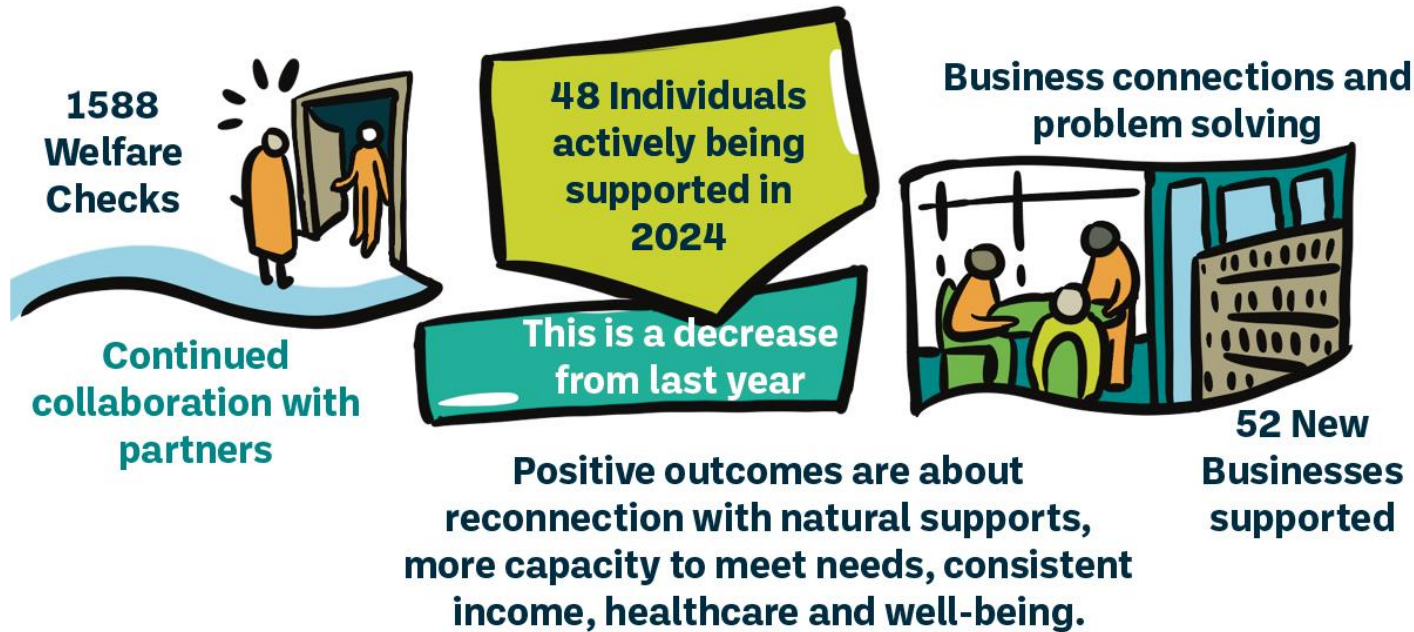 1588
Welfare
Checks
Continued
collaboration with
partners
48 Individuals
actively being
supported in
2024
This is a decrease
from last year
Business connections and
problem solving
52 New
Businesses
supported
Positive outcomes are about
reconnection with natural supports,
more capacity to meet needs, consistent
income, healthcare and well-being.